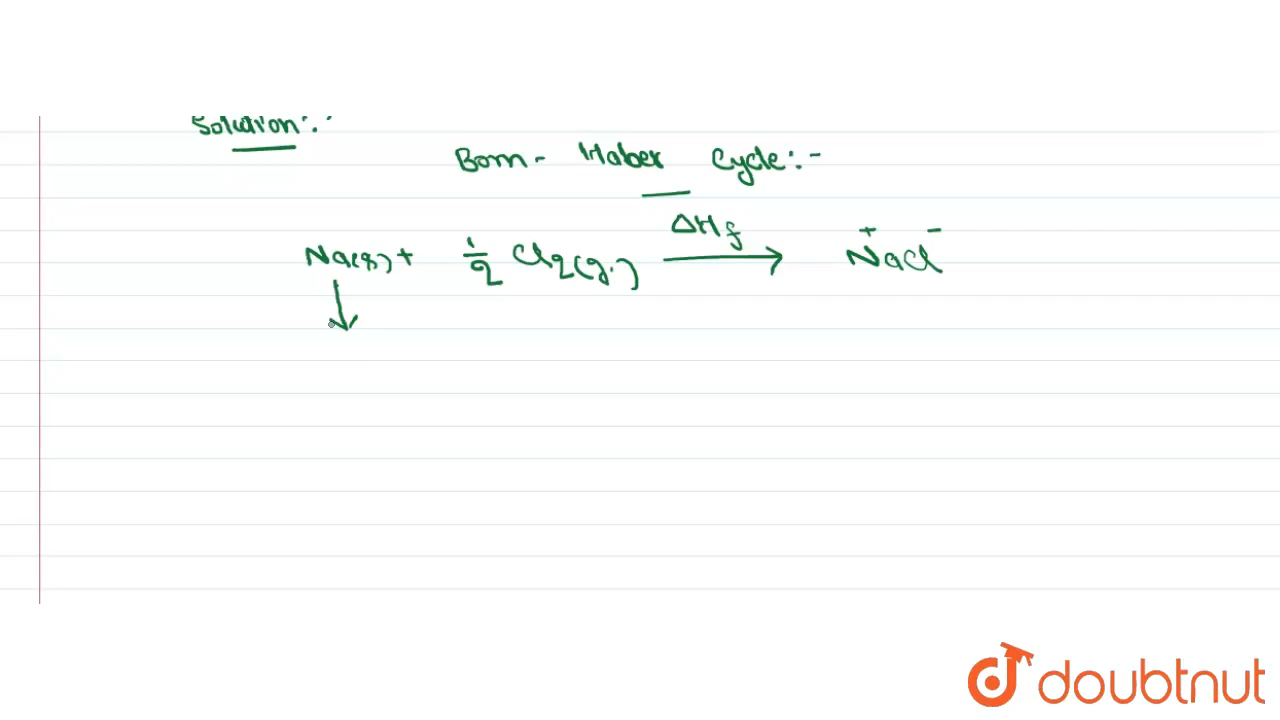 Solution:-
Born- Haber Cycle:-
Na(s) + 1/2 Cl2(g.) ΔHf → Na+Cl-
doubtnut